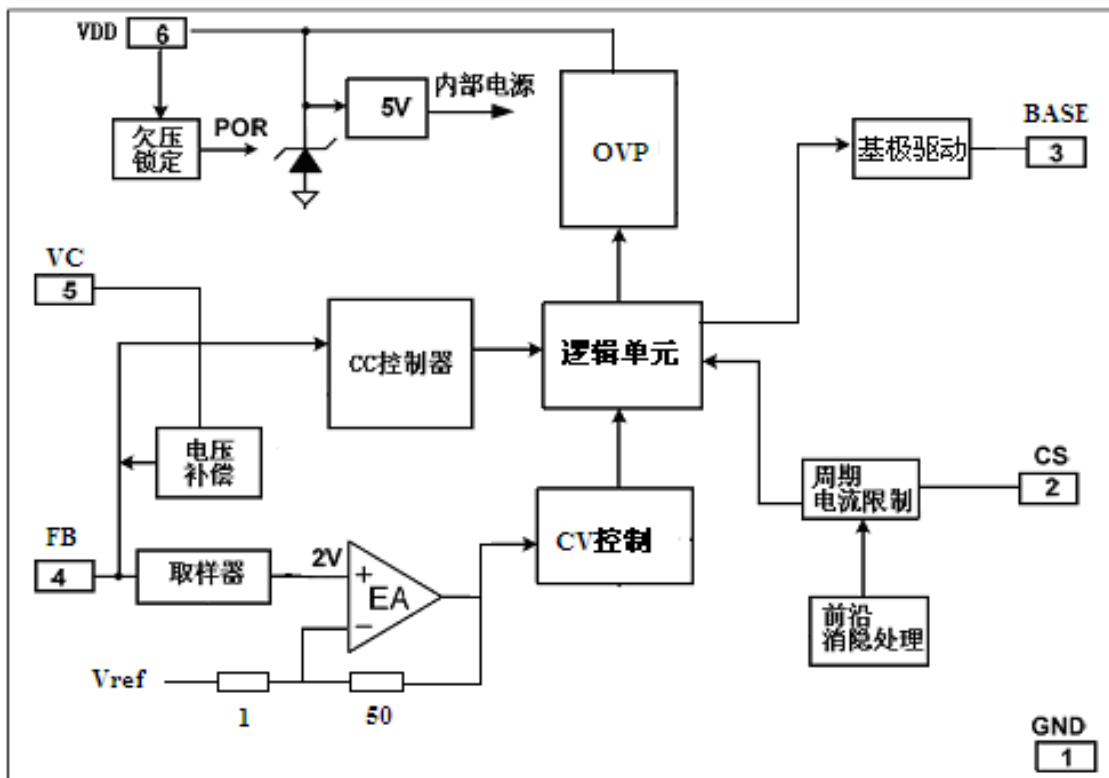 VDD
6
欠压
锁定
POR
5V
内部电源
OVP
BASE
基极驱动
3
VC
5
CC控制器
逻辑单元
电压
补偿
周期
电流限制
CS
2
FB
4
取样器
2V
+
EA
−
CV控制
前沿
消隐处理
Vref
1
50
GND
1